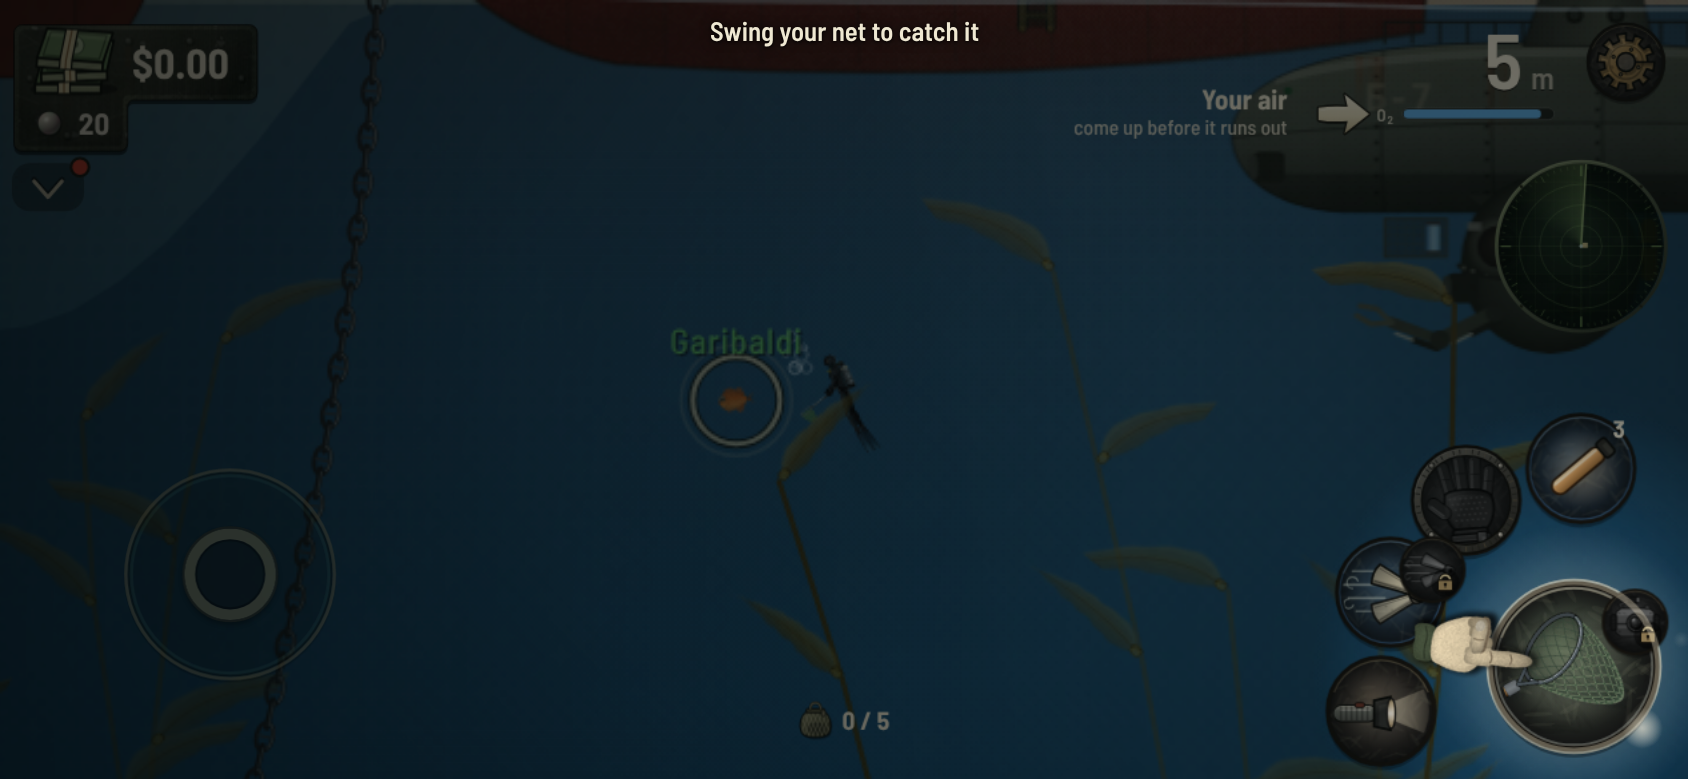 Swing your net to catch it
$0.00
20
5 m
Your air
come up before it runs out
O₂
Garibaldi
3
0 / 5